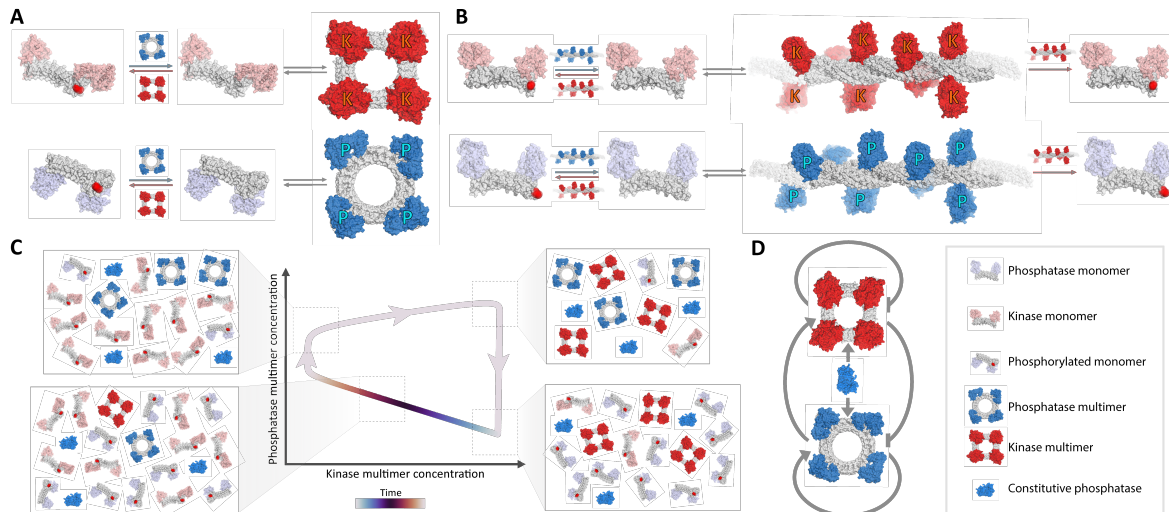 A
B
K K
K K
P P
P P
K K K K
K K K
P P P P
P P P
C
D
Phosphatase multimer concentration
Kinase multimer concentration
Time
Phosphatase monomer
Kinase monomer
Phosphorylated monomer
Phosphatase multimer
Kinase multimer
Constitutive phosphatase